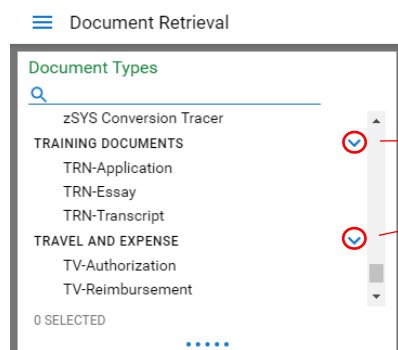 Document Retrieval
Document Types
zSYS Conversion Tracer
TRAINING DOCUMENTS
TRN-Application
TRN-Essay
TRN-Transcript
TRAVEL AND EXPENSE
TV-Authorization
TV-Reimbursement
0 SELECTED